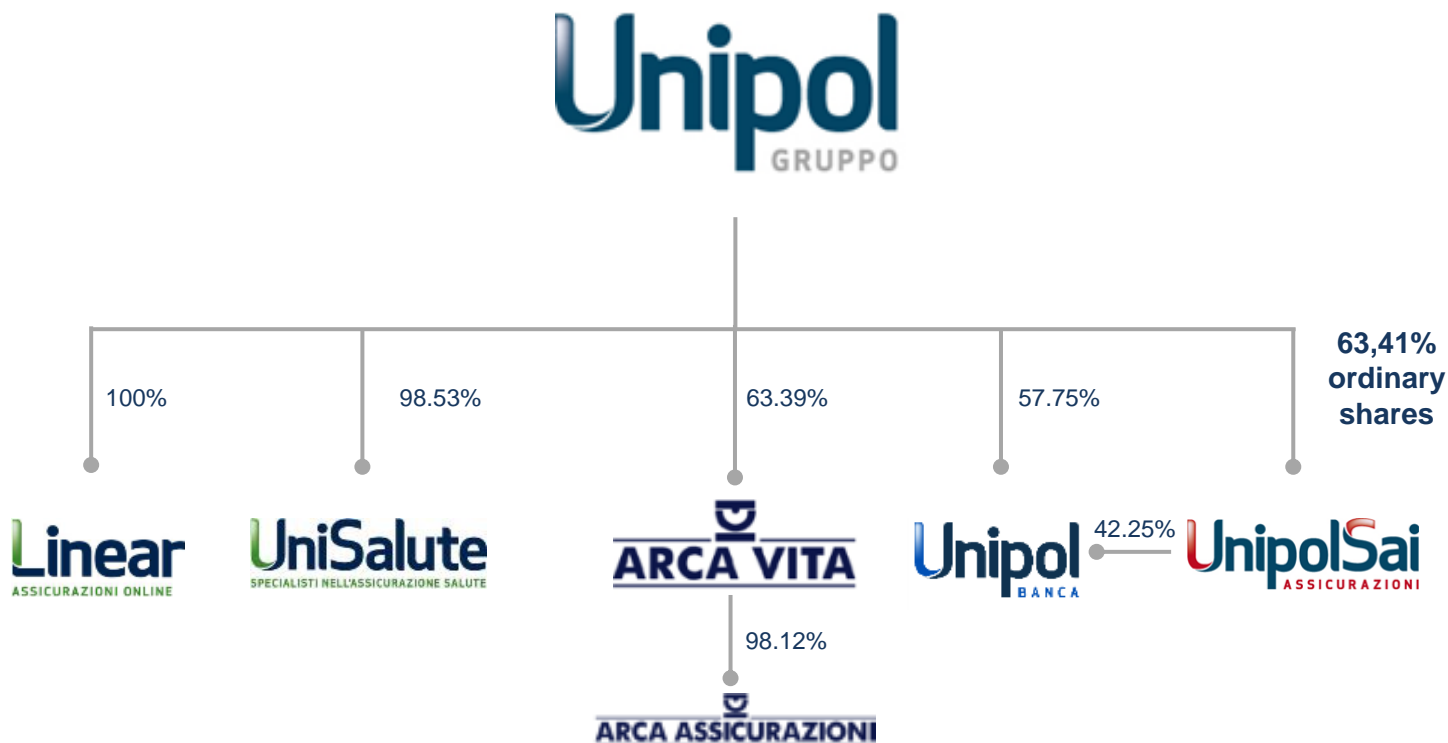 Unipol
GRUPPO
63,41%
ordinary
shares
100%
98.53%
63.39%
57.75%
Linear
ASSICURAZIONI ONLINE
UniSalute
SPECIALISTI NELL'ASSICURAZIONE SALUTE
ARCA VITA
Unipol
BANCA
42.25%
UnipolSai
ASSICURAZIONI
98.12%
ARCA ASSICURAZIONI